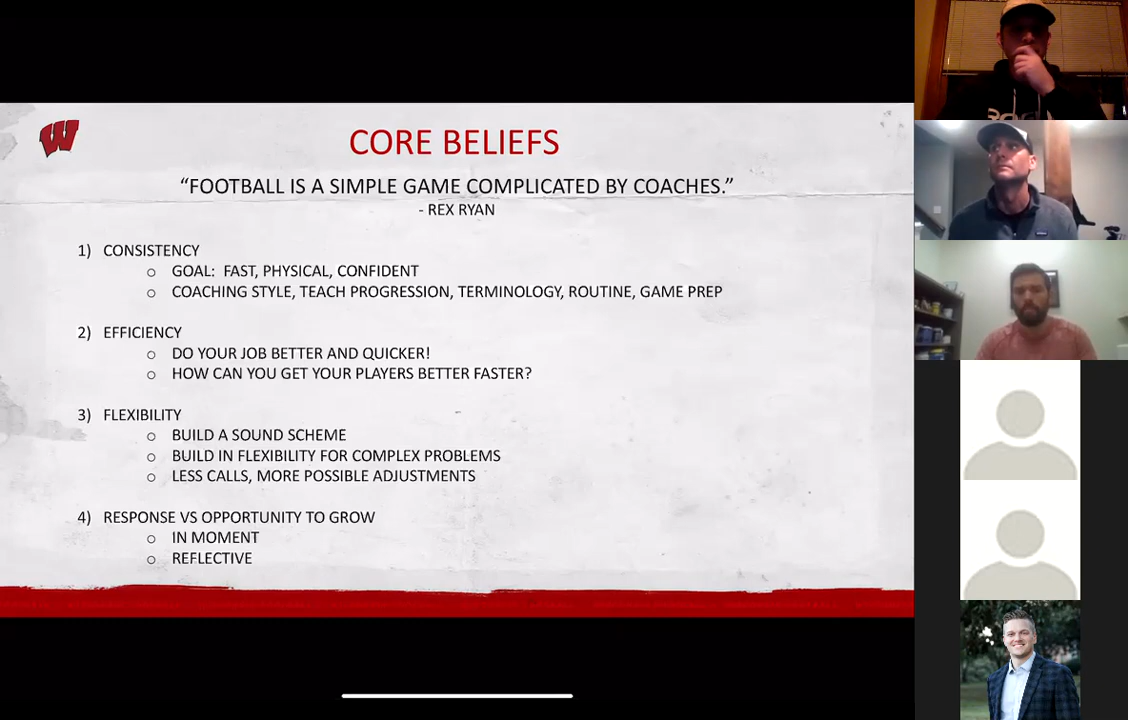 W
CORE BELIEFS
“FOOTBALL IS A SIMPLE GAME COMPLICATED BY COACHES.”
- REX RYAN
1) CONSISTENCY
o GOAL: FAST, PHYSICAL, CONFIDENT
o COACHING STYLE, TEACH PROGRESSION, TERMINOLOGY, ROUTINE, GAME PREP
2) EFFICIENCY
o DO YOUR JOB BETTER AND QUICKER!
o HOW CAN YOU GET YOUR PLAYERS BETTER FASTER?
3) FLEXIBILITY
o BUILD A SOUND SCHEME
o BUILD IN FLEXIBILITY FOR COMPLEX PROBLEMS
o LESS CALLS, MORE POSSIBLE ADJUSTMENTS
4) RESPONSE VS OPPORTUNITY TO GROW
o IN MOMENT
o REFLECTIVE